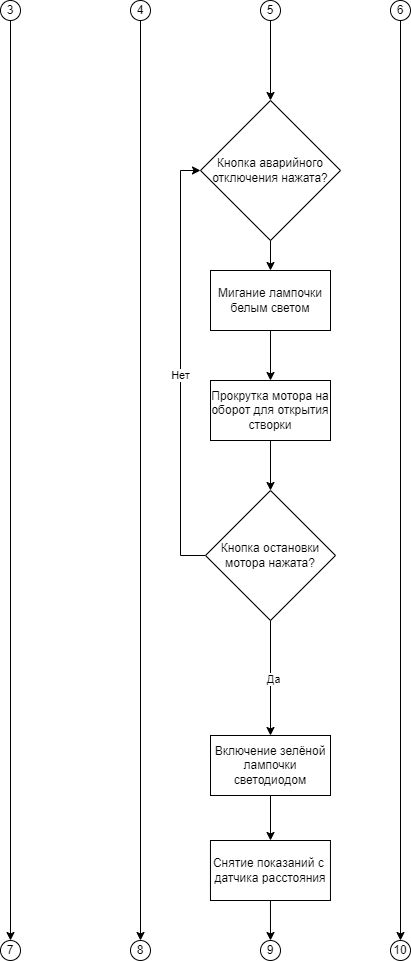 3
4
5
6
Кнопка аварийного
отключения нажата?
Мигание лампочки
белым светом
Нет
Прокрутка мотора на
оборот для открытия
створки
Кнопка остановки
мотора нажата?
Да
Включение зелёной
лампочки
светодиодом
Снятие показаний с
датчика расстояния
7
8
9
10